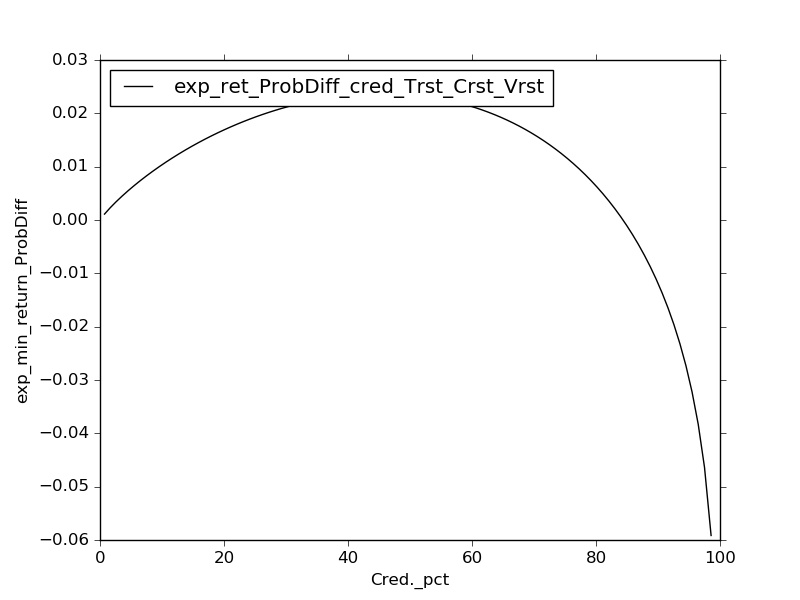 exp_ret_ProbDiff_cred_Trst_Crst_Vrst
0.03
0.02
0.01
0.00
−0.01
−0.02
−0.03
−0.04
−0.05
−0.06
exp_min_return_ProbDiff
0 20 40 60 80 100
Cred._pct